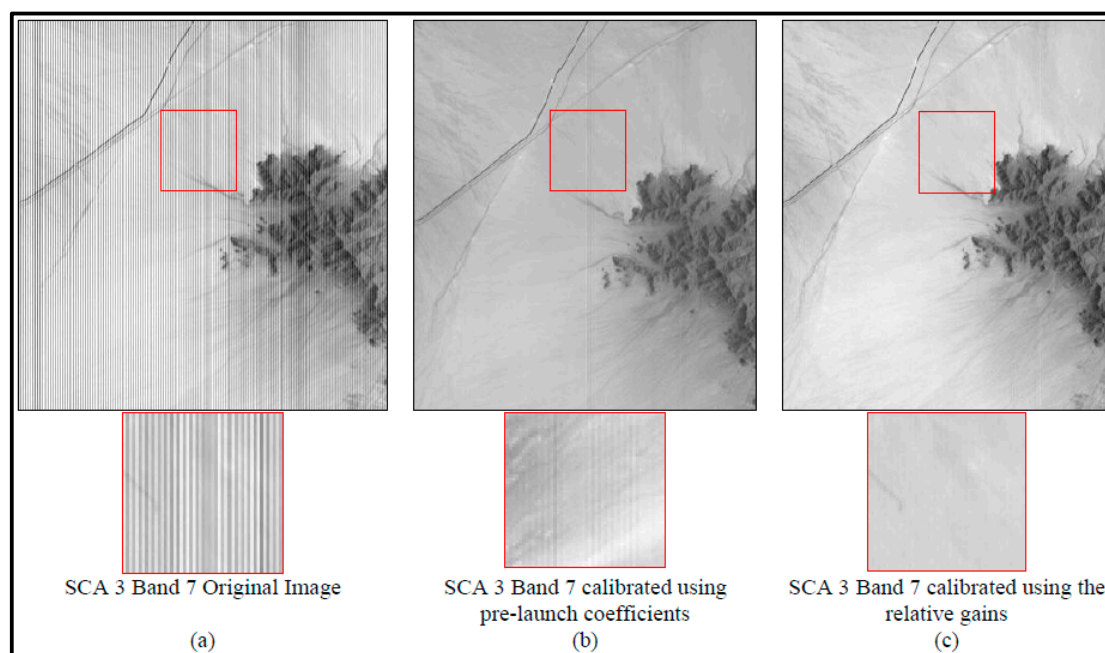 SCA 3 Band 7 Original Image
(a)
SCA 3 Band 7 calibrated using
pre-launch coefficients
(b)
SCA 3 Band 7 calibrated using the
relative gains
(c)